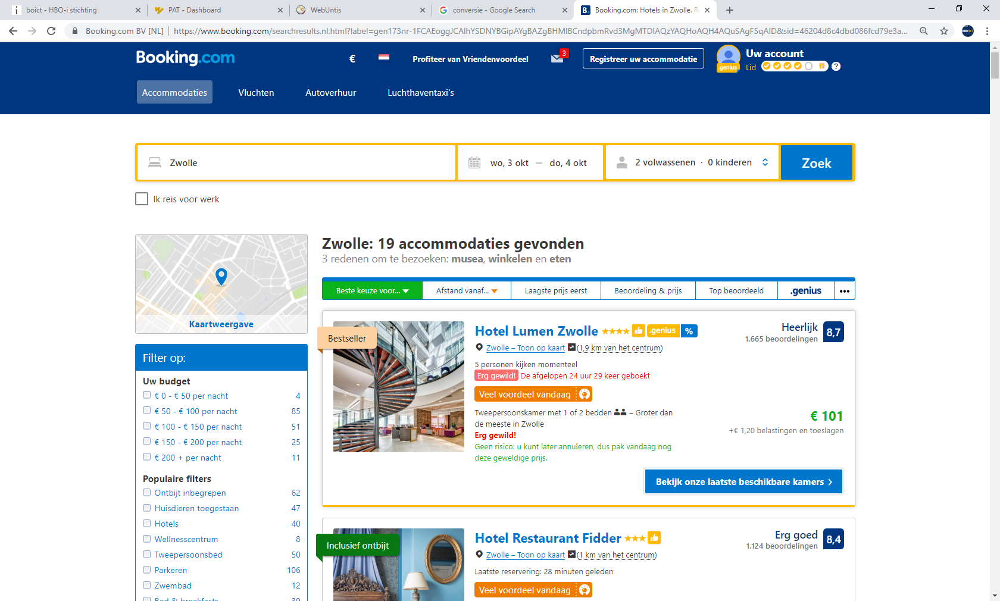 boict - HBO-i stichting
PAT - Dashboard
WebUntis
conversie - Google Search
Booking.com: Hotels in Zwolle. R
Booking.com BV [NL]
https://www.booking.com/searchresults.nl.html?label=gen173nr-1FCAEoggJCAlhYSDNYBGipAYgBAZgBHMIBCndpbmRvd3MgMTDIAQzYAQHoAQH4AQuSAgF5qAID&sid=46204d8c4dbd086fcd79e3a...
Booking.com
€
Profiteer van Vriendenvoordeel
3
Registreer uw accommodatie
.genius
Uw account
Lid
?
Accommodaties
Vluchten
Autoverhuur
Luchthaventaxi's
Zwolle
wo, 3 okt — do, 4 okt
2 volwassenen · 0 kinderen
Zoek
Ik reis voor werk
Kaartweergave
Filter op:
Uw budget
€ 0 - € 50 per nacht 4
€ 50 - € 100 per nacht 85
€ 100 - € 150 per nacht 51
€ 150 - € 200 per nacht 25
€ 200 + per nacht 11
Populaire filters
Ontbijt inbegrepen 62
Huisdieren toegestaan 47
Hotels 40
Wellnesscentrum 8
Tweepersoonsbed 50
Parkeren 106
Zwembad 12
Bed & breakfasts 39
Zwolle: 19 accommodaties gevonden
3 redenen om te bezoeken: musea, winkelen en eten
Beste keuze voor...
Afstand vanaf...
Laagste prijs eerst
Beoordeling & prijs
Top beoordeeld
.genius
•••
Bestseller
Hotel Lumen Zwolle
.genius
%
Zwolle – Toon op kaart (1,9 km van het centrum)
5 personen kijken momenteel
Erg gewild! De afgelopen 24 uur 29 keer geboekt
Veel voordeel vandaag
Tweepersoonskamer met 1 of 2 bedden – Groter dan
de meeste in Zwolle
Erg gewild!
Geen risico: u kunt later annuleren, dus pak vandaag nog
deze geweldige prijs.
Heerlijk
8,7
1.665 beoordelingen
€ 101
+€ 1,20 belastingen en toeslagen
Bekijk onze laatste beschikbare kamers
Inclusief ontbijt
Hotel Restaurant Fidder
Zwolle – Toon op kaart (1 km van het centrum)
Laatste reservering: 28 minuten geleden
Veel voordeel vandaag
Erg goed
8,4
1.124 beoordelingen